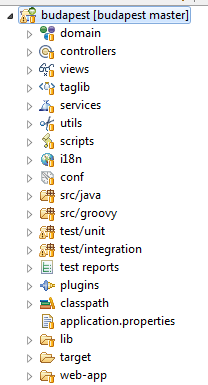 budapest [budapest master]
domain
controllers
views
taglib
services
utils
scripts
i18n
conf
src/java
src/groovy
test/unit
test/integration
test reports
plugins
classpath
application.properties
lib
target
web-app